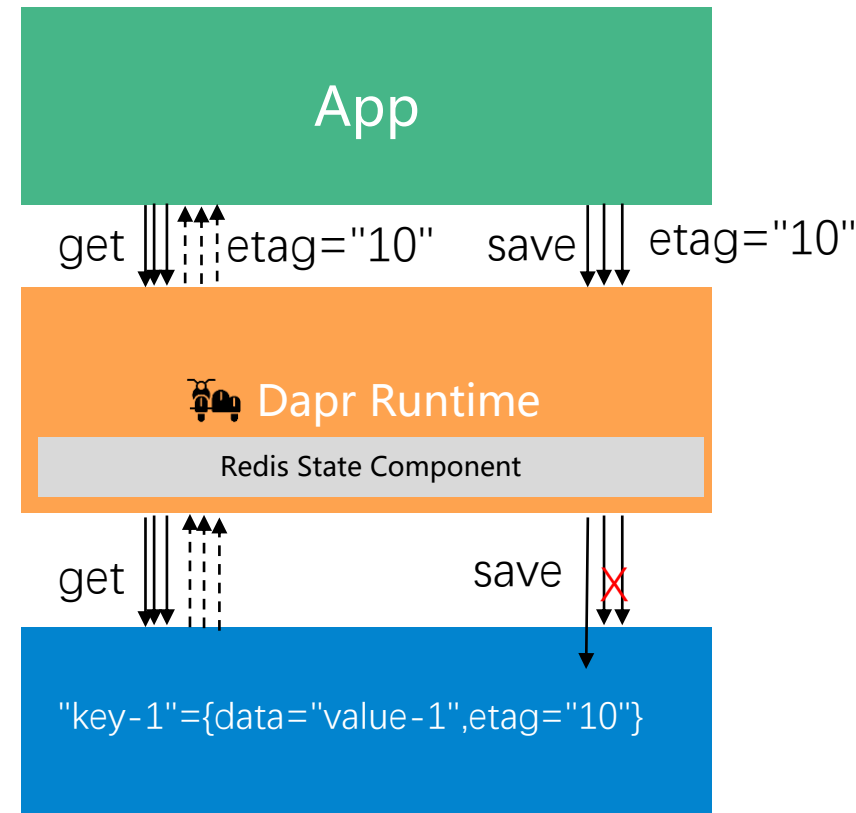 App
get
etag="10"
save
etag="10"
Dapr Runtime
Redis State Component
get
save
X
"key-1"={data="value-1",etag="10"}